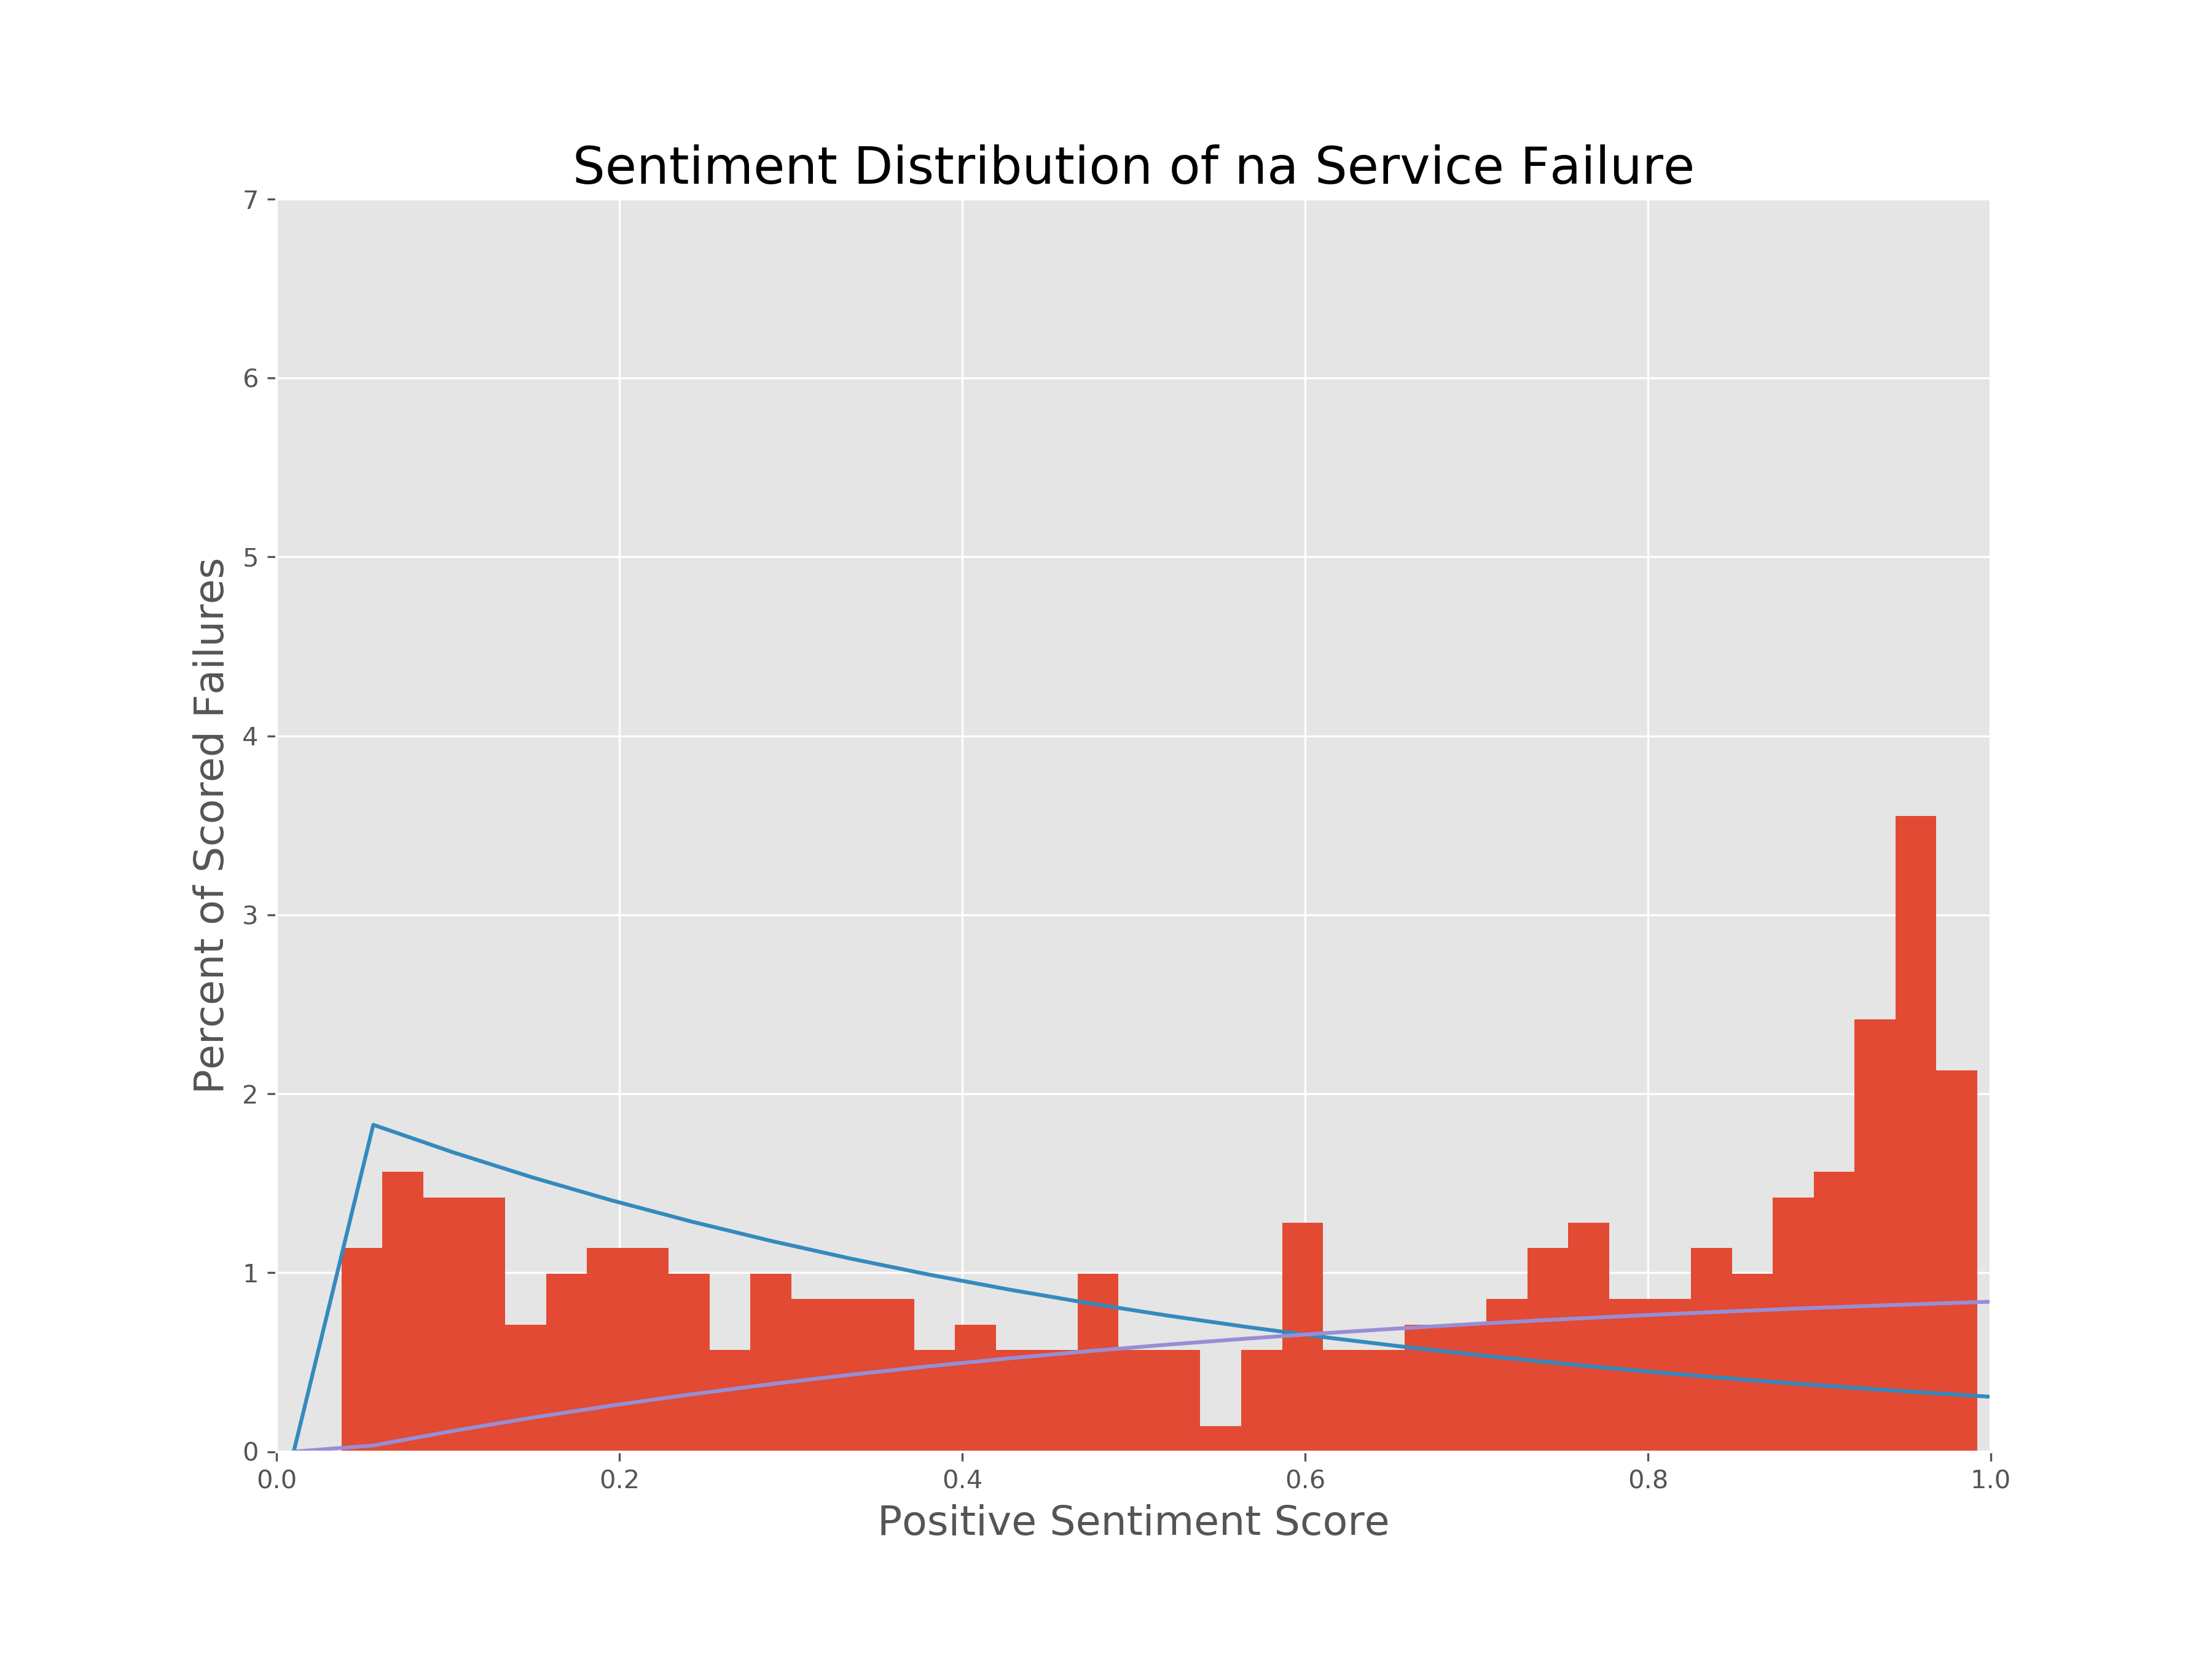 Sentiment Distribution of na Service Failure
7
6
5
4
3
2
1
0
Percent of Scored Failures
0.0 0.2 0.4 0.6 0.8 1.0
Positive Sentiment Score